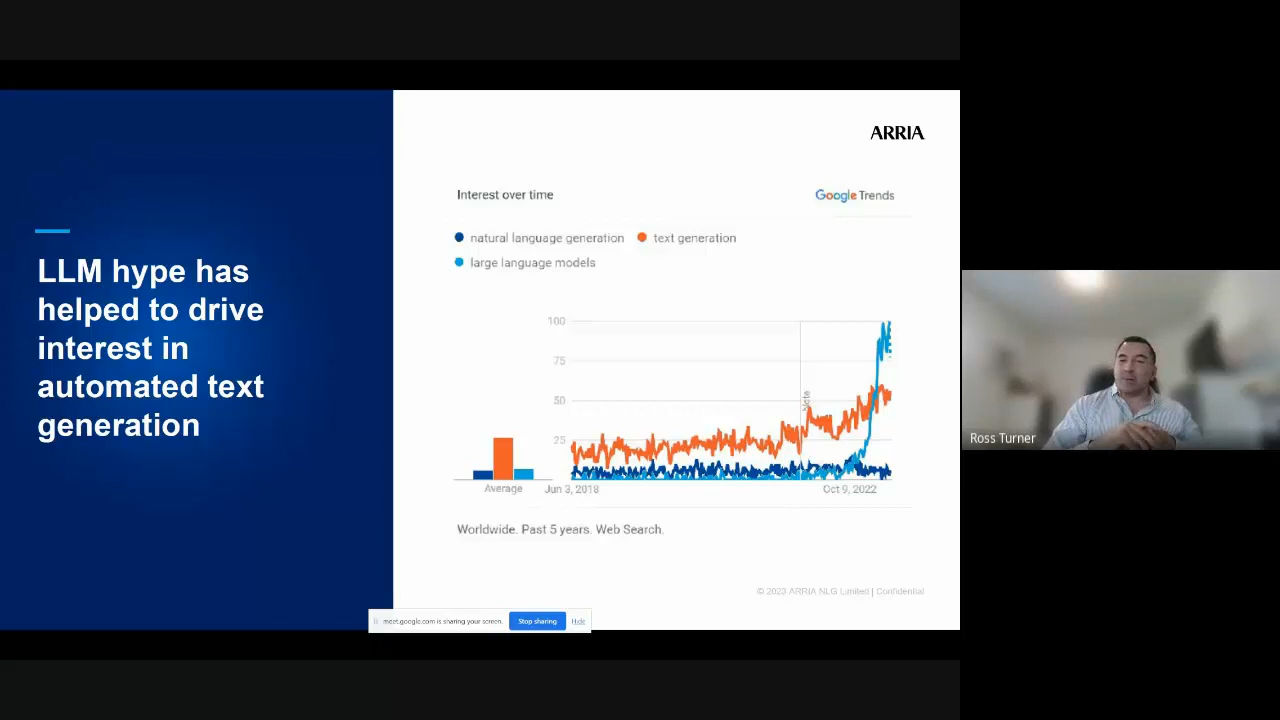 ARRIA
LLM hype has
helped to drive
interest in
automated text
generation
Interest over time
Google Trends
natural language generation
text generation
large language models
100
75
50
25
Note
Average
Jun 3, 2018
Oct 9, 2022
Worldwide. Past 5 years. Web Search.
© 2023 ARRIA NLG Limited | Confidential
meet.google.com is sharing your screen.
Stop sharing
Hide
Ross Turner